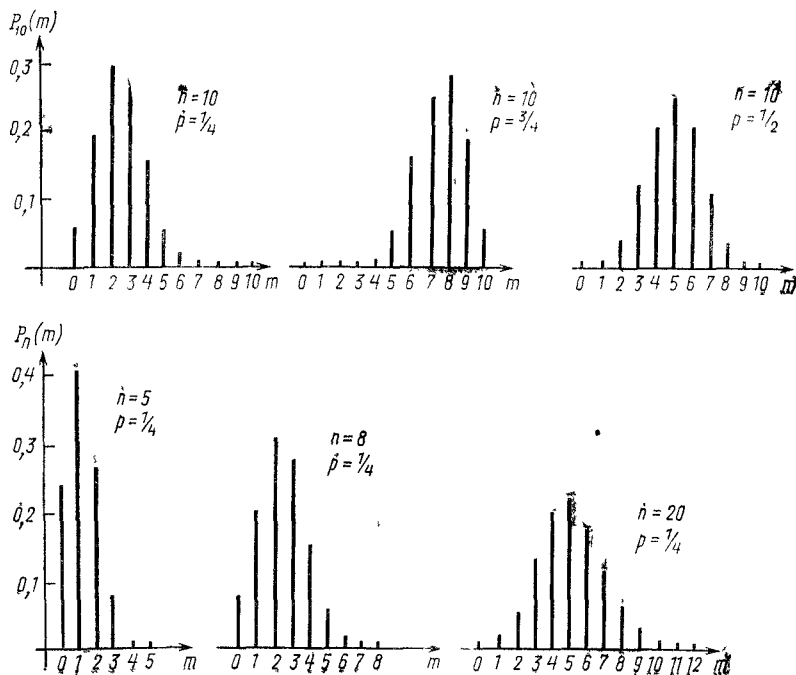 P₁₀(m)
0,3
0,2
0,1
n = 10
p = 1/4
n = 10
p = 3/4
n = 10
p = 1/2
0 1 2 3 4 5 6 7 8 9 10 m
0 1 2 3 4 5 6 7 8 9 10 m
0 1 2 3 4 5 6 7 8 9 10 m
Pₙ(m)
0,4
0,3
0,2
0,1
n = 5
p = 1/4
n = 8
p = 1/4
n = 20
p = 1/4
0 1 2 3 4 5 m
0 1 2 3 4 5 6 7 8 m
0 1 2 3 4 5 6 7 8 9 10 11 12 m